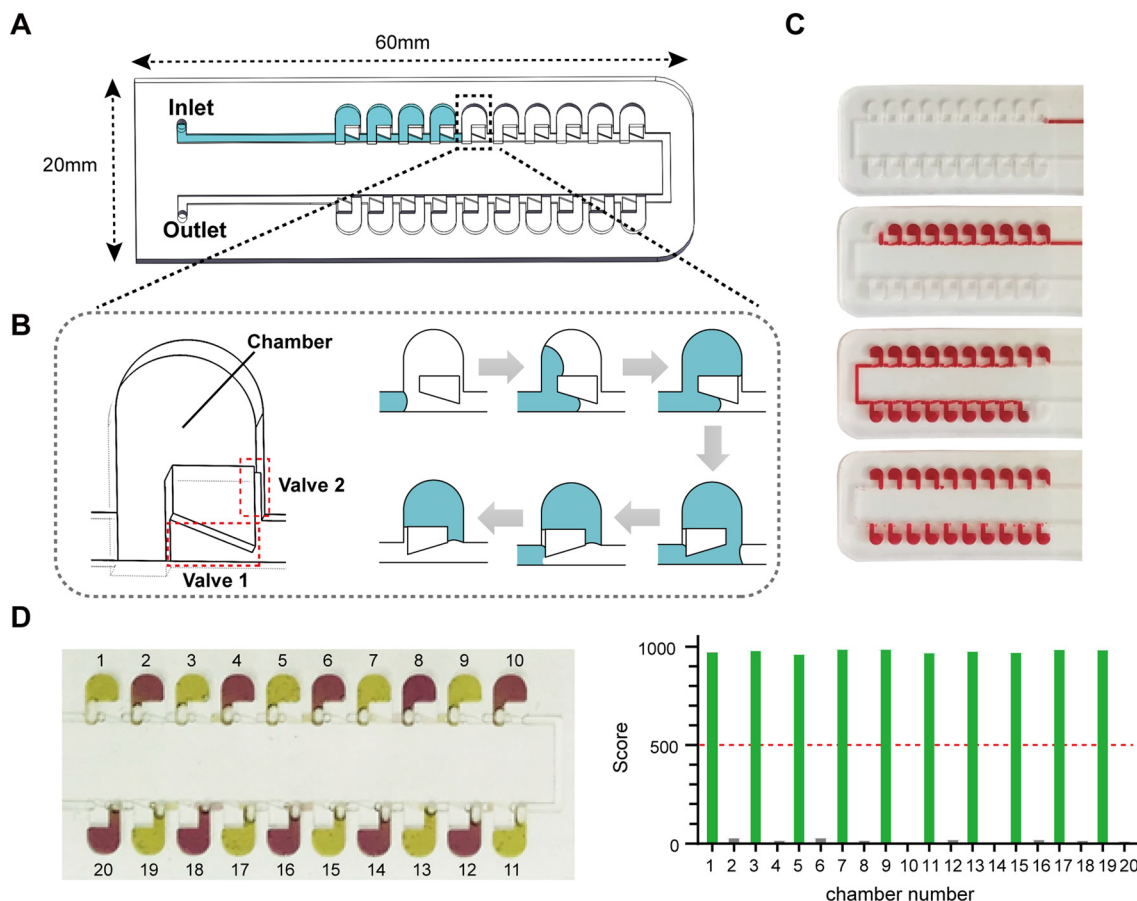 A
60mm
C
Inlet
20mm
Outlet
B
Chamber
Valve 2
Valve 1
D
1 2 3 4 5 6 7 8 9 10
20 19 18 17 16 15 14 13 12 11
1000
500
0
Score
1 2 3 4 5 6 7 8 9 10 11 12 13 14 15 16 17 18 19 20
chamber number